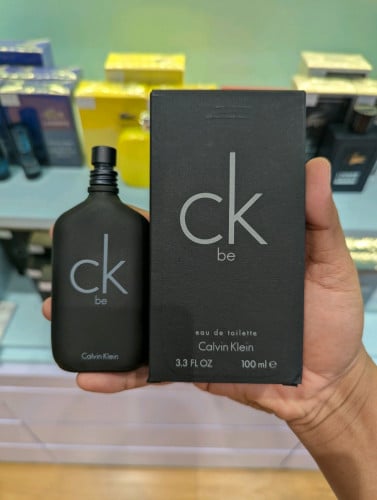 ck
be
Calvin Klein
ck
be
eau de toilette
Calvin Klein
3.3 FL OZ 100 ml ℮